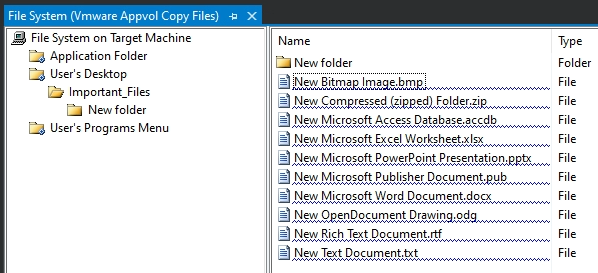 File System (Vmware Appvol Copy Files)
File System on Target Machine
Application Folder
User's Desktop
Important_Files
New folder
User's Programs Menu
Name Type
New folder Folder
New Bitmap Image.bmp File
New Compressed (zipped) Folder.zip File
New Microsoft Access Database.accdb File
New Microsoft Excel Worksheet.xlsx File
New Microsoft PowerPoint Presentation.pptx File
New Microsoft Publisher Document.pub File
New Microsoft Word Document.docx File
New OpenDocument Drawing.odg File
New Rich Text Document.rtf File
New Text Document.txt File